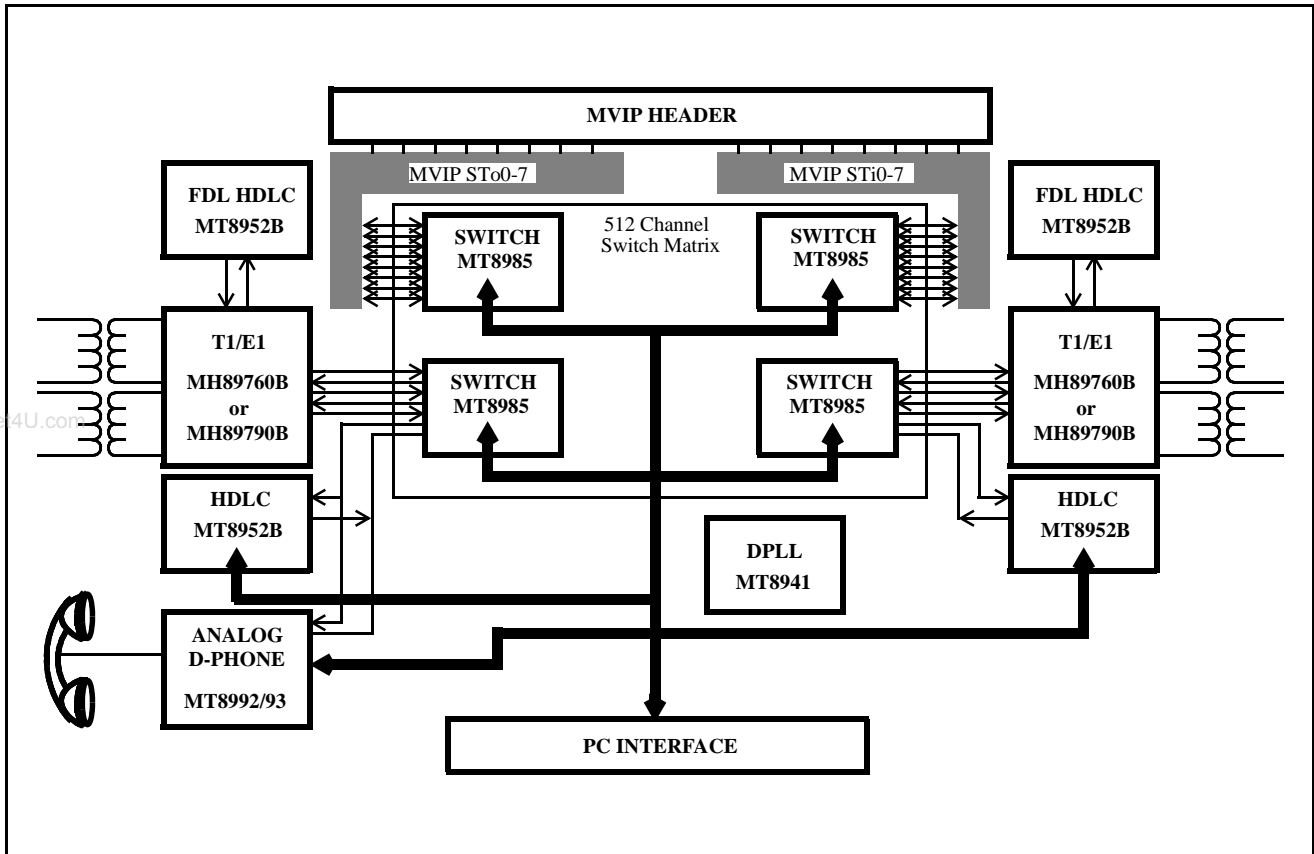 MVIP HEADER
MVIP STo0-7
MVIP STi0-7
FDL HDLC
MT8952B
SWITCH
MT8985
512 Channel
Switch Matrix
SWITCH
MT8985
FDL HDLC
MT8952B
T1/E1
MH89760B
or
MH89790B
SWITCH
MT8985
SWITCH
MT8985
T1/E1
MH89760B
or
MH89790B
et4U.com
HDLC
MT8952B
DPLL
MT8941
HDLC
MT8952B
ANALOG
D-PHONE
MT8992/93
PC INTERFACE